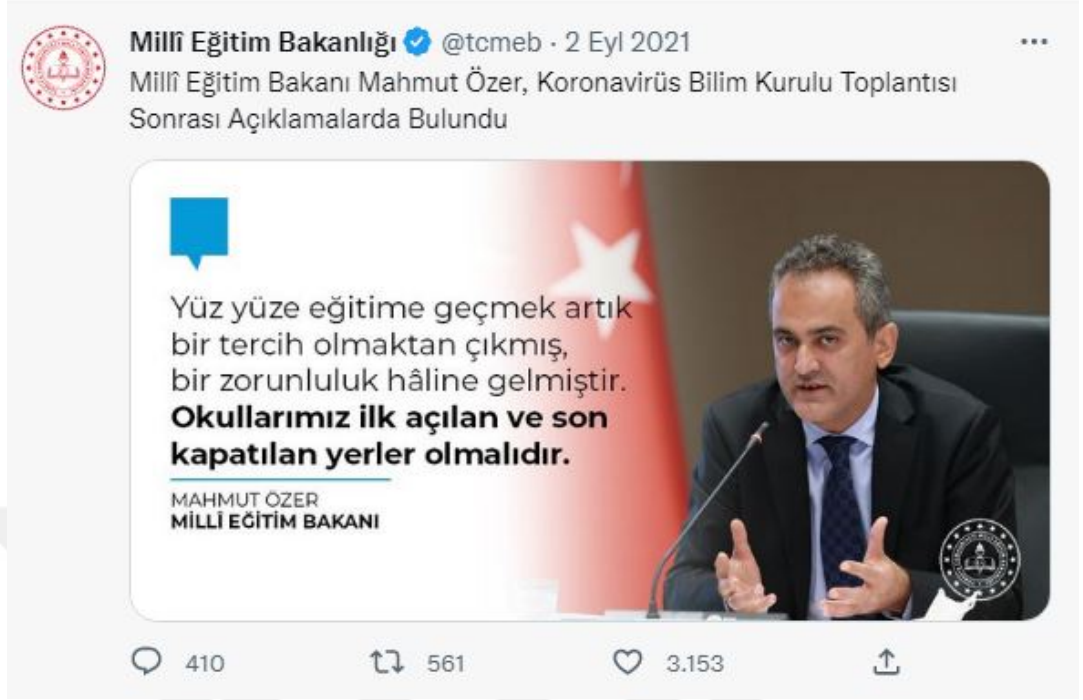 Millî Eğitim Bakanlığı @tcmeb · 2 Eyl 2021
Millî Eğitim Bakanı Mahmut Özer, Koronavirüs Bilim Kurulu Toplantısı
Sonrası Açıklamalarda Bulundu
Yüz yüze eğitime geçmek artık
bir tercih olmaktan çıkmış,
bir zorunluluk hâline gelmiştir.
Okullarımız ilk açılan ve son
kapatılan yerler olmalıdır.
MAHMUT ÖZER
MİLLÎ EĞİTİM BAKANI
410 561 3.153